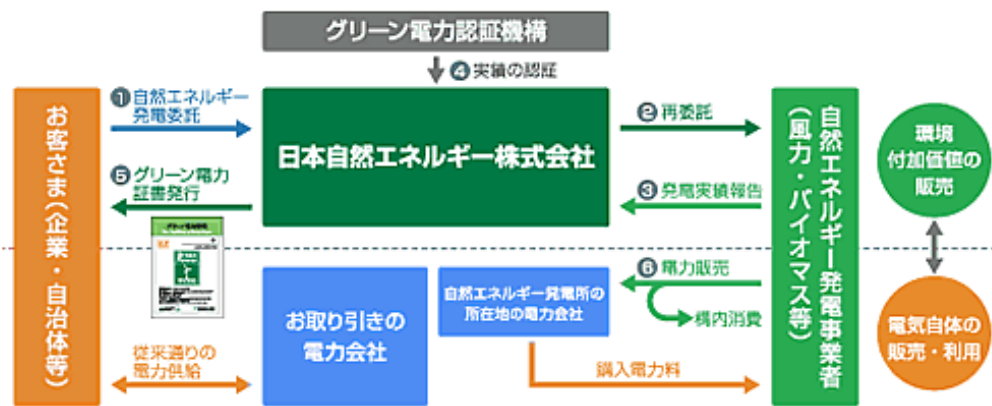 グリーン電力認証機構
④実績の認証
①自然エネルギー
発電委託
⑤グリーン電力
証書発行
お客さま(企業・自治体等)
日本自然エネルギー株式会社
②再委託
③発電実績報告
自然エネルギー発電事業者
(風力・バイオマス等)
環境
付加価値の
販売
従来通りの
電力供給
お取り引きの
電力会社
自然エネルギー発電所の
所在地の電力会社
⑥電力販売
構内消費
購入電力料
電気自体の
販売・利用